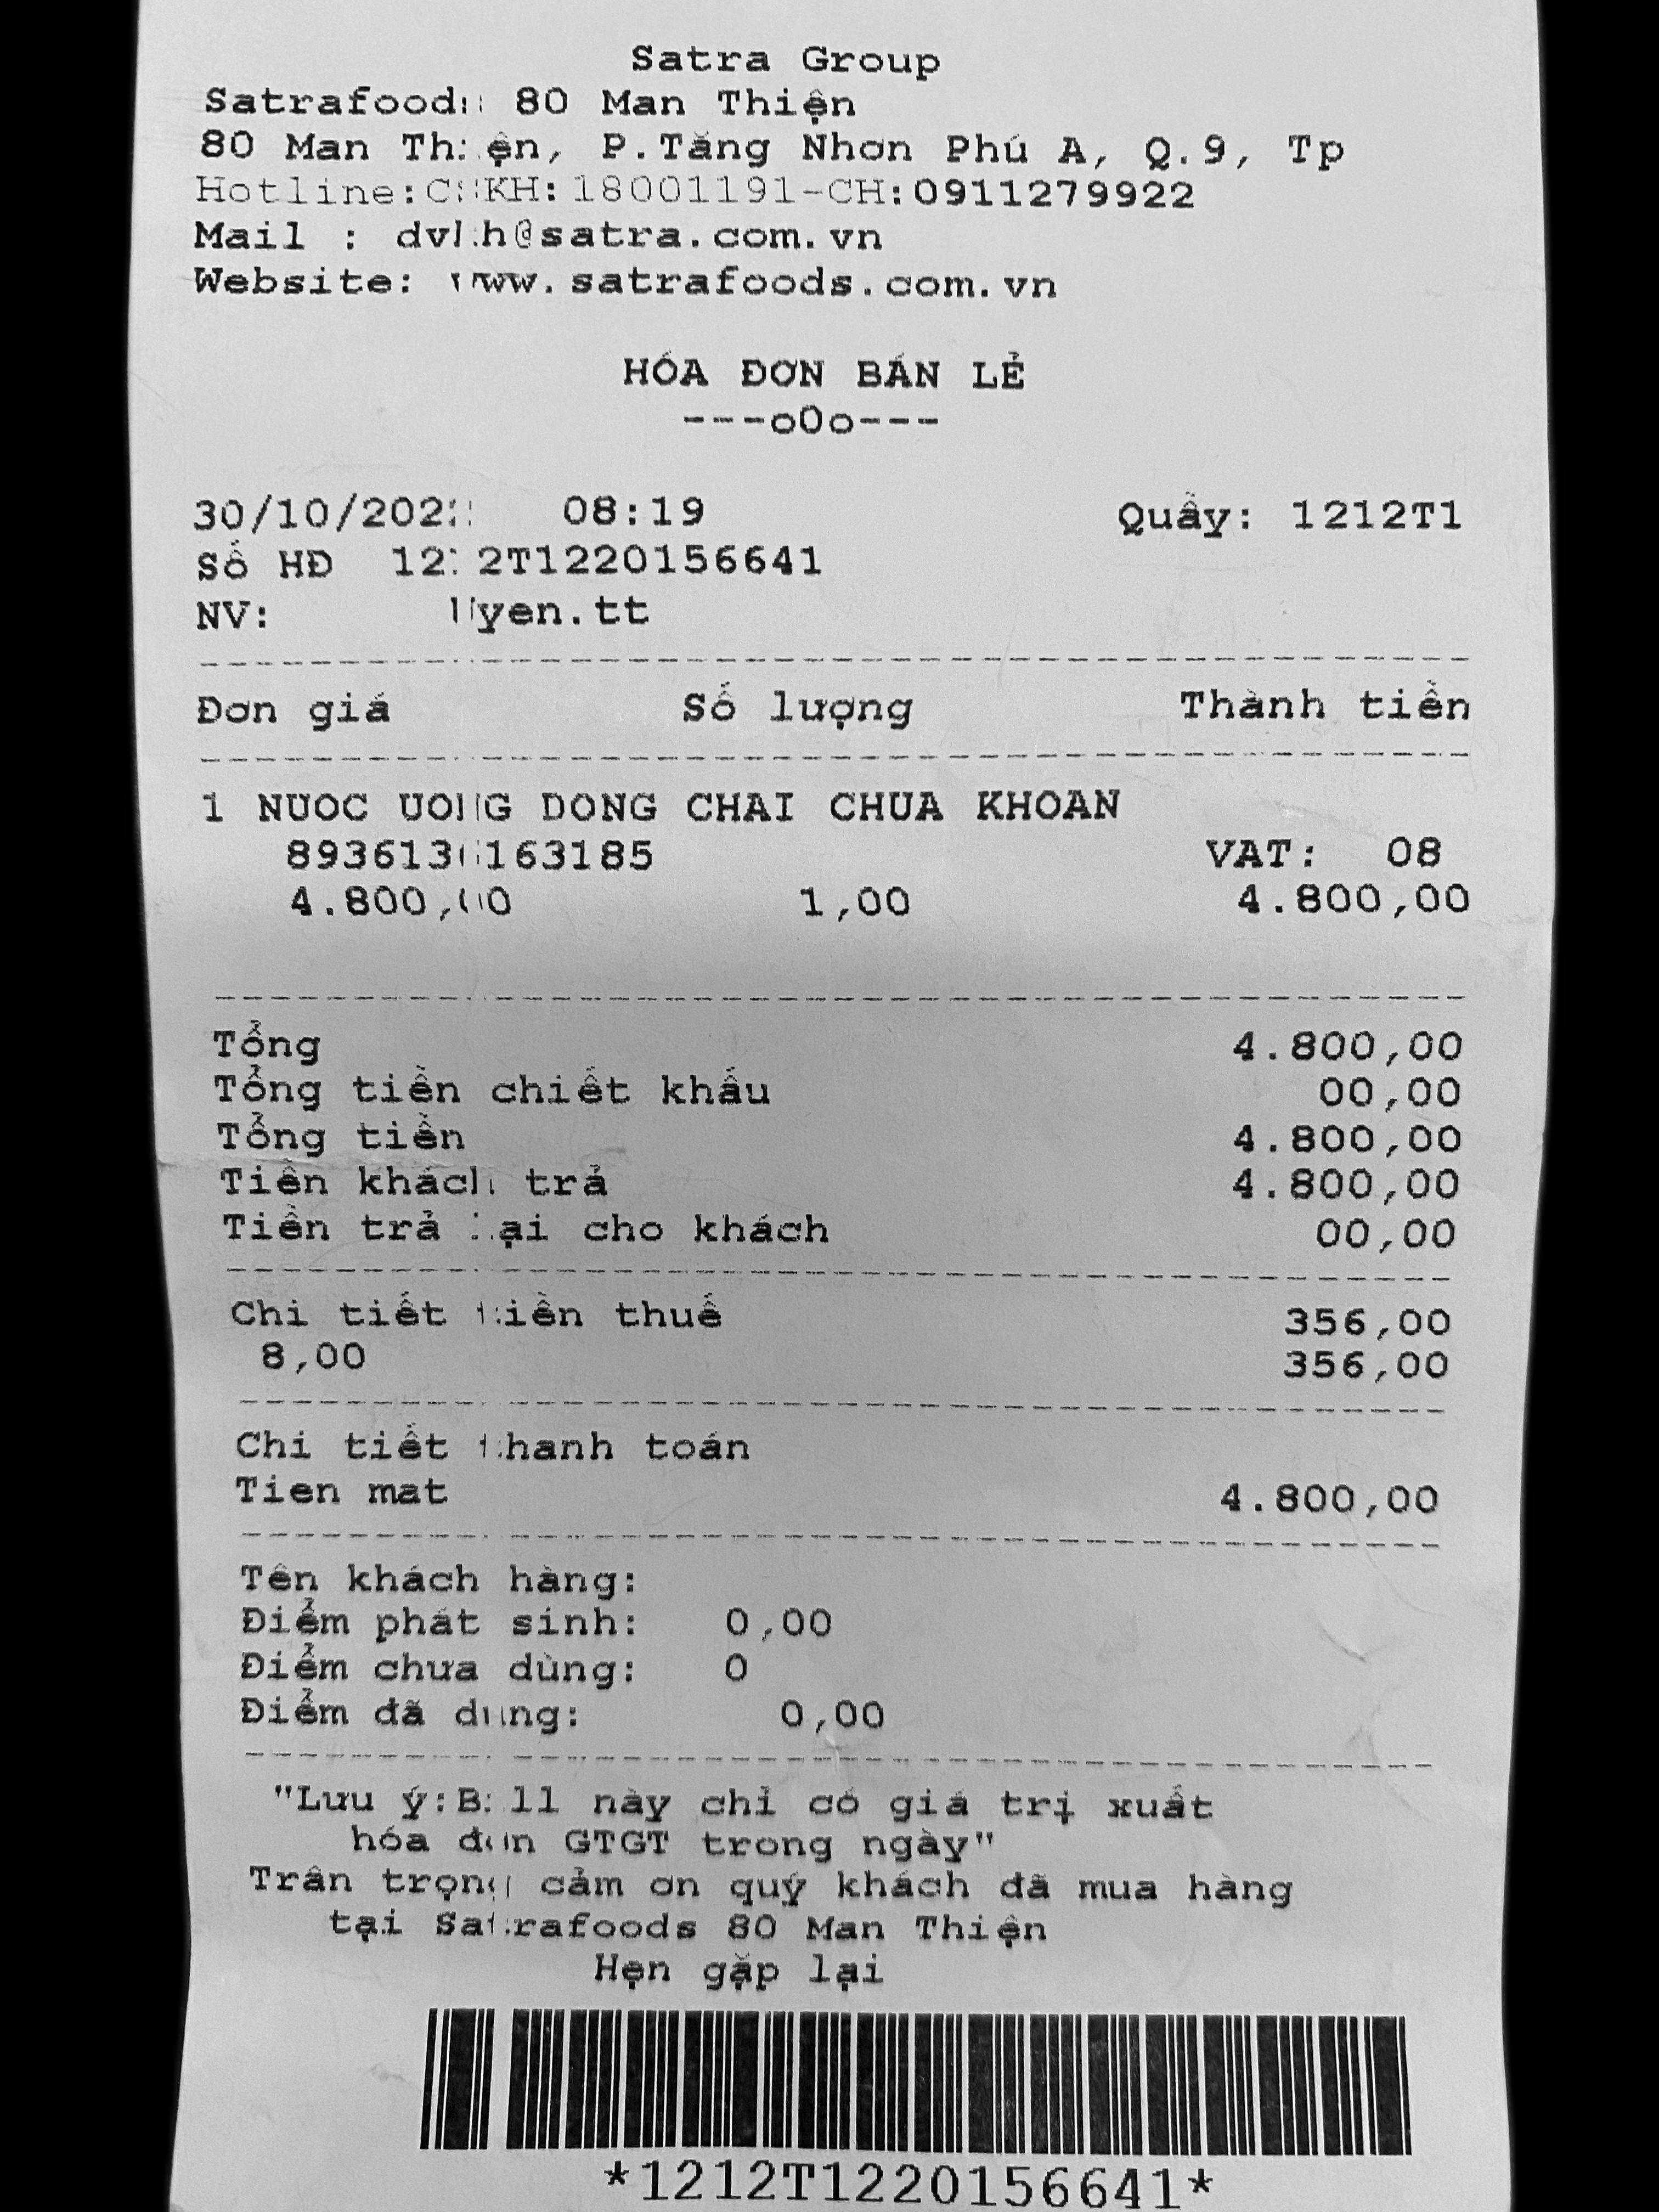 Satra Group
Satrafoods 80 Man Thiện
80 Man Thiện, P.Tăng Nhơn Phú A, Q.9, Tp
Hotline:CSKH:18001191-CH:0911279922
Mail : dvkh@satra.com.vn
Website: www.satrafoods.com.vn
HÓA ĐƠN BÁN LẺ
---oOo---
30/10/2022 08:19 Quầy: 1212T1
Số HĐ 1212T1220156641
NV: uyen.tt
Đơn giá Số lượng Thành tiền
1 NUOC UONG DONG CHAI CHUA KHOAN
VAT: 08
4.800,00 1,00 4.800,00
Tổng 4.800,00
Tổng tiền chiết khấu 00,00
Tổng tiền 4.800,00
Tiền khách trả 4.800,00
Tiền trả lại cho khách 00,00
Chi tiết tiền thuế 356,00
8,00 356,00
Chi tiết thanh toán
Tien mat 4.800,00
Tên khách hàng:
Điểm phát sinh: 0,00
Điểm chưa dùng: 0
Điểm đã dùng: 0,00
"Lưu ý:Bill này chỉ có giá trị xuất
hóa đơn GTGT trong ngày"
Trân trọng cảm ơn quý khách đã mua hàng
tại Satrafoods 80 Man Thiện
Hẹn gặp lại
*1212T1220156641*